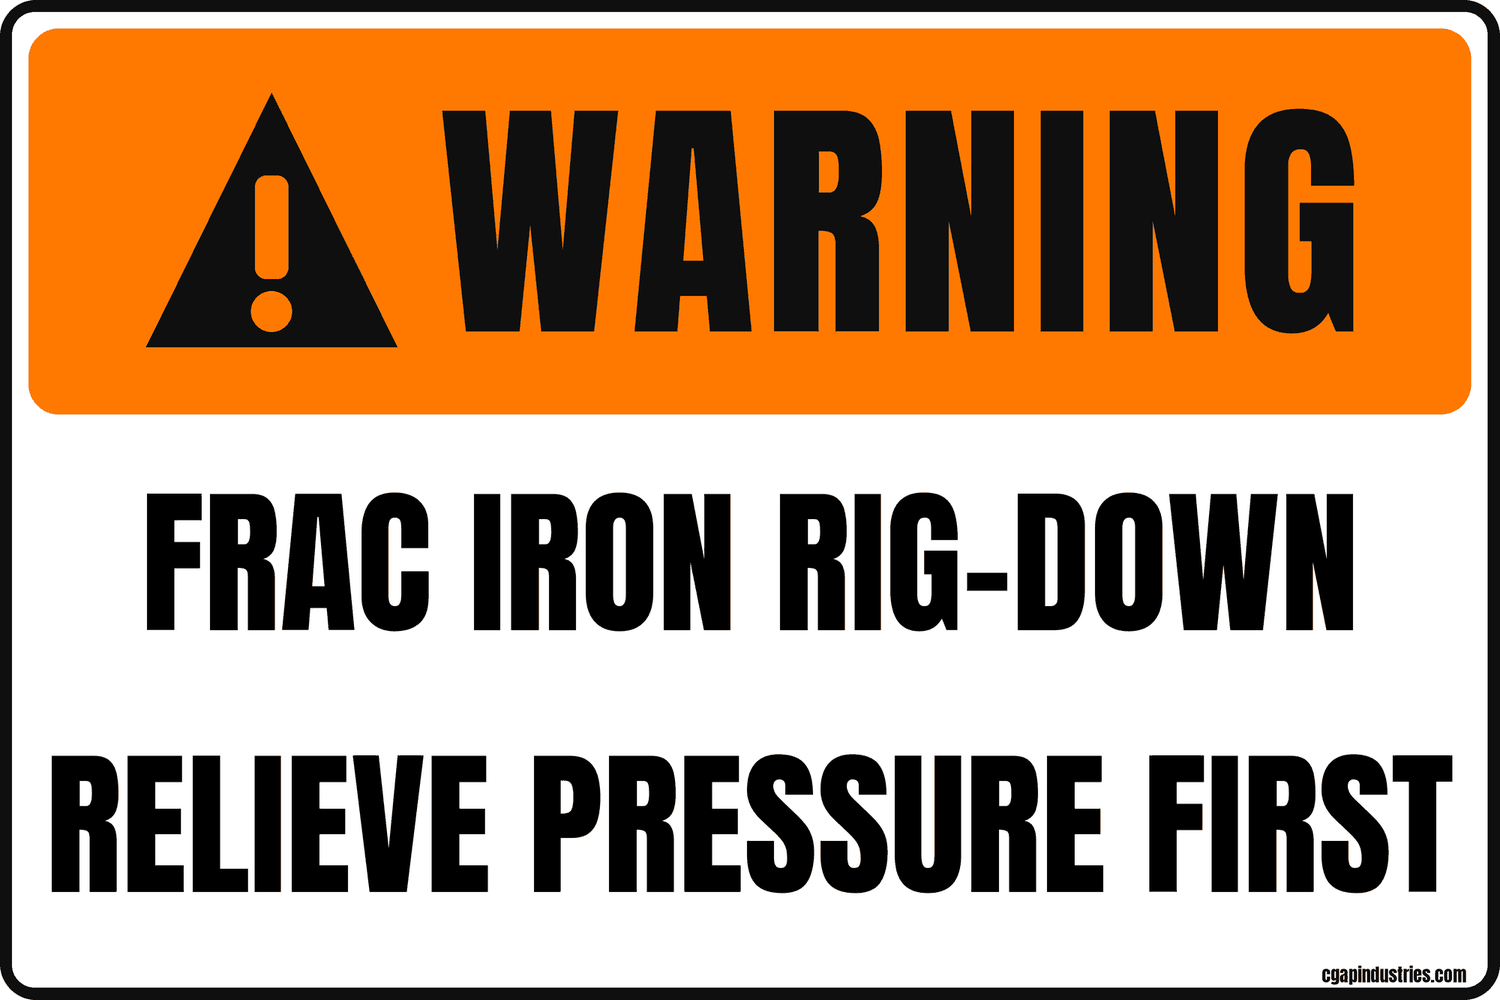 WARNING
FRAC IRON RIG-DOWN
RELIEVE PRESSURE FIRST
cgapindustries.com